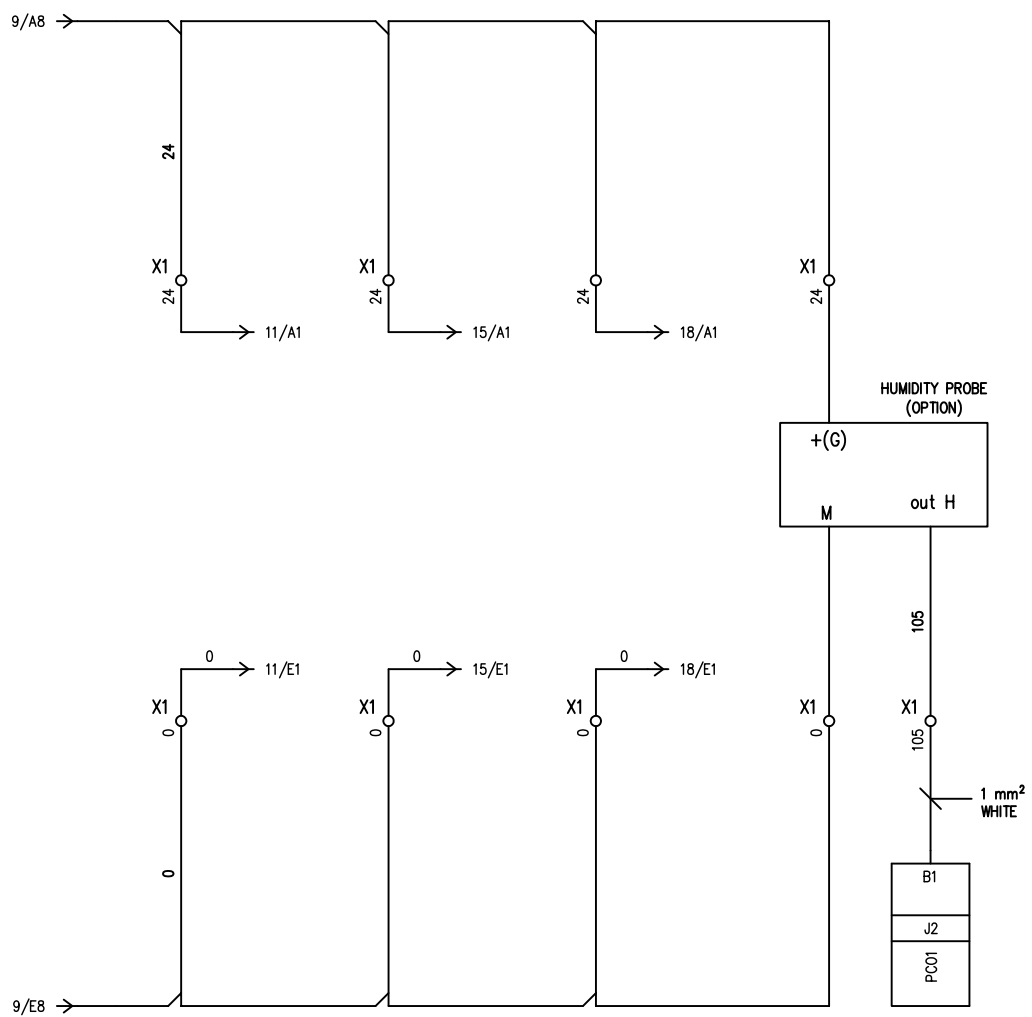 9/A8
24
X1
X1
X1
24
24
24
24
11/A1
15/A1
18/A1
HUMIDITY PROBE
(OPTION)
+(G)
out H
M
105
0
0
0
11/E1
15/E1
18/E1
X1
X1
X1
X1
X1
0
0
0
0
105
1 mm²
WHITE
0
B1
J2
PC01
9/E8